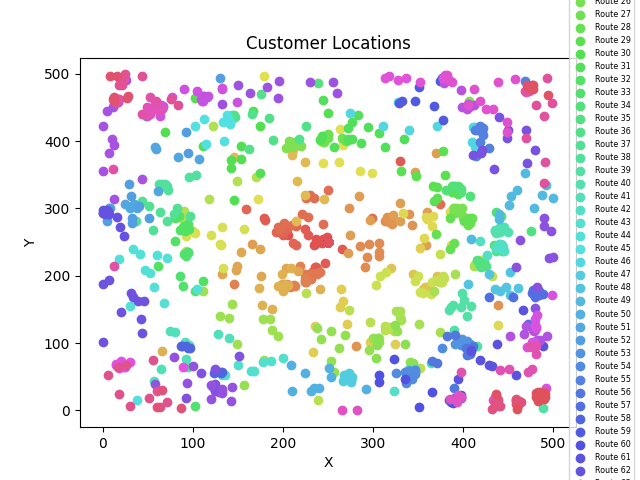 Customer Locations
Y
500
400
300
200
100
0
0 100 200 300 400 500
X
Route 26
Route 27
Route 28
Route 29
Route 30
Route 31
Route 32
Route 33
Route 34
Route 35
Route 36
Route 37
Route 38
Route 39
Route 40
Route 41
Route 42
Route 43
Route 44
Route 45
Route 46
Route 47
Route 48
Route 49
Route 50
Route 51
Route 52
Route 53
Route 54
Route 55
Route 56
Route 57
Route 58
Route 59
Route 60
Route 61
Route 62